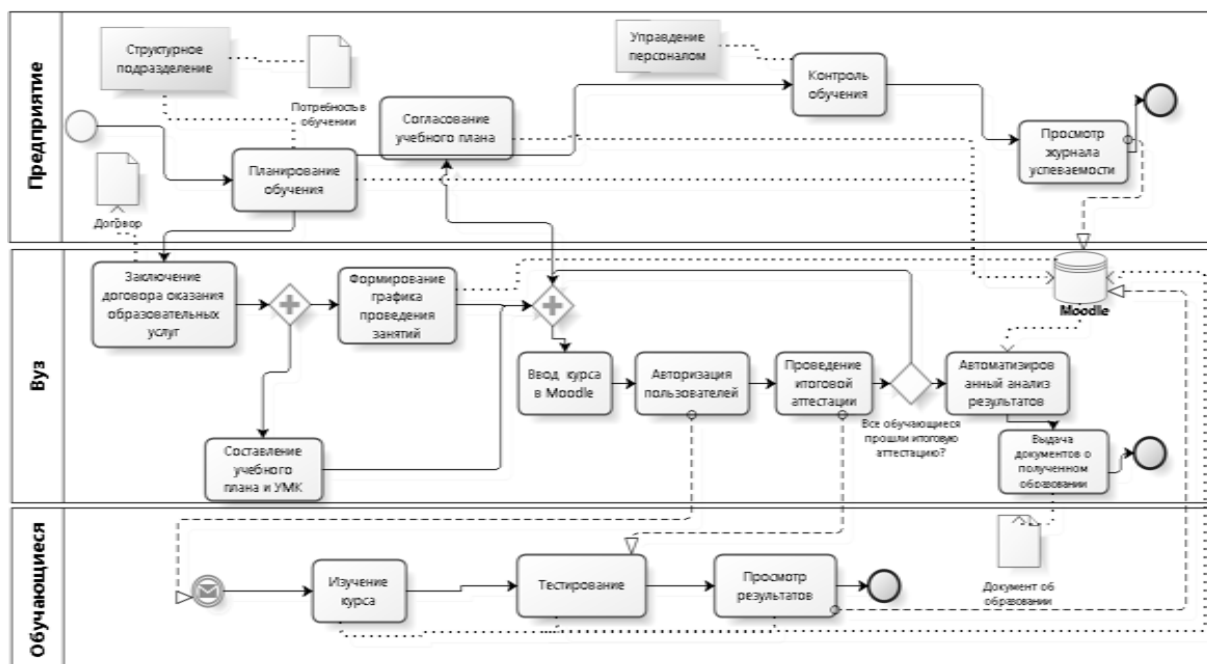 Предприятие
Структурное
подразделение
Потребность в
обучении
Управдение
персоналом
Контроль
обучения
Согласование
учебного плана
Просмотр
журнала
успеваемости
Планирование
обучения
Договор
Вуз
Заключение
договора оказания
образовательных
услуг
Формирование
графика
проведения
занятий
Moodle
Ввод курса
в Moodle
Авторизация
пользователей
Проведение
итоговой
аттестации
Все обучающиеся
прошли итоговую
аттестацию?
Автоматизиров
анный анализ
результатов
Составление
учебного
плана и УМК
Выдача
документов о
полученном
образовании
Обучающиеся
Изучение
курса
Тестирование
Просмотр
результатов
Документ об
образовании